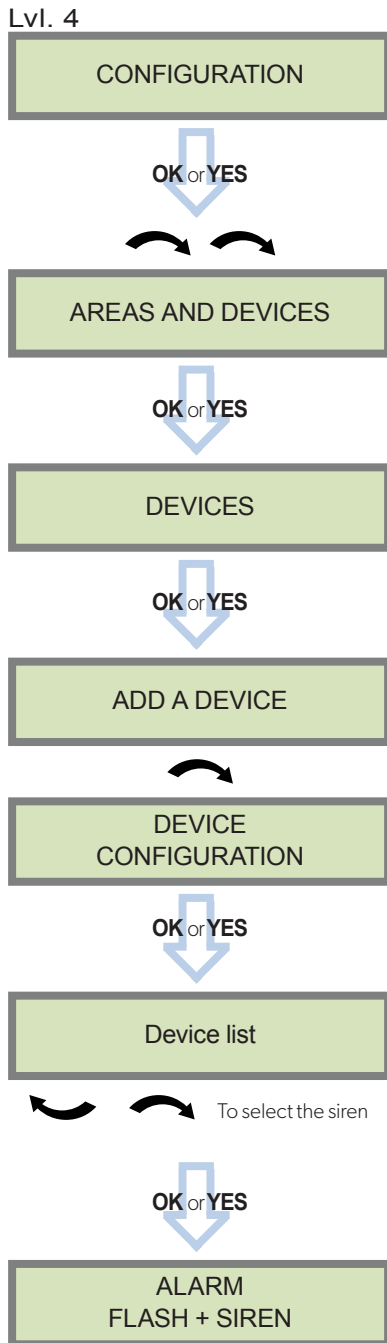 Lvl. 4
CONFIGURATION
OK or YES
AREAS AND DEVICES
OK or YES
DEVICES
OK or YES
ADD A DEVICE
DEVICE
CONFIGURATION
OK or YES
Device list
To select the siren
OK or YES
ALARM
FLASH + SIREN